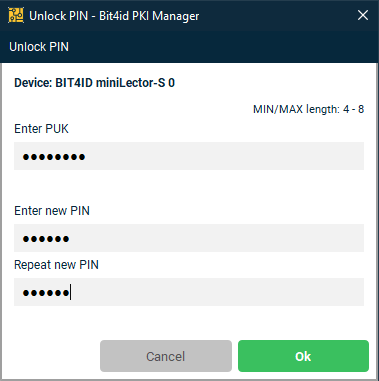 Unlock PIN - Bit4id PKI Manager
Unlock PIN
Device: BIT4ID miniLector-S 0
MIN/MAX length: 4 - 8
Enter PUK
●●●●●●●●
Enter new PIN
●●●●●●
Repeat new PIN
●●●●●●
Cancel
Ok